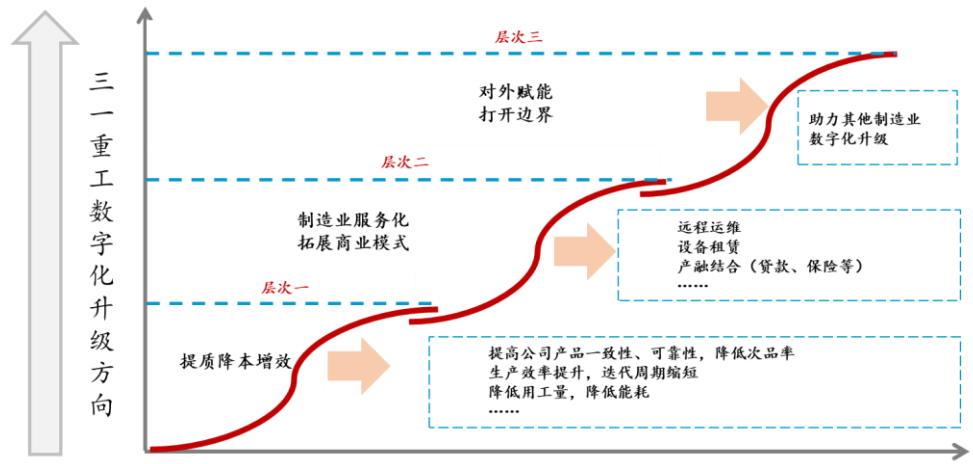 三一重工数字化升级方向
层次三
对外赋能
打开边界
助力其他制造业
数字化升级
层次二
制造业服务化
拓展商业模式
远程运维
设备租赁
产融结合（贷款、保险等）
……
层次一
提质降本增效
提高公司产品一致性、可靠性，降低次品率
生产效率提升，迭代周期缩短
降低用工量，降低能耗
……